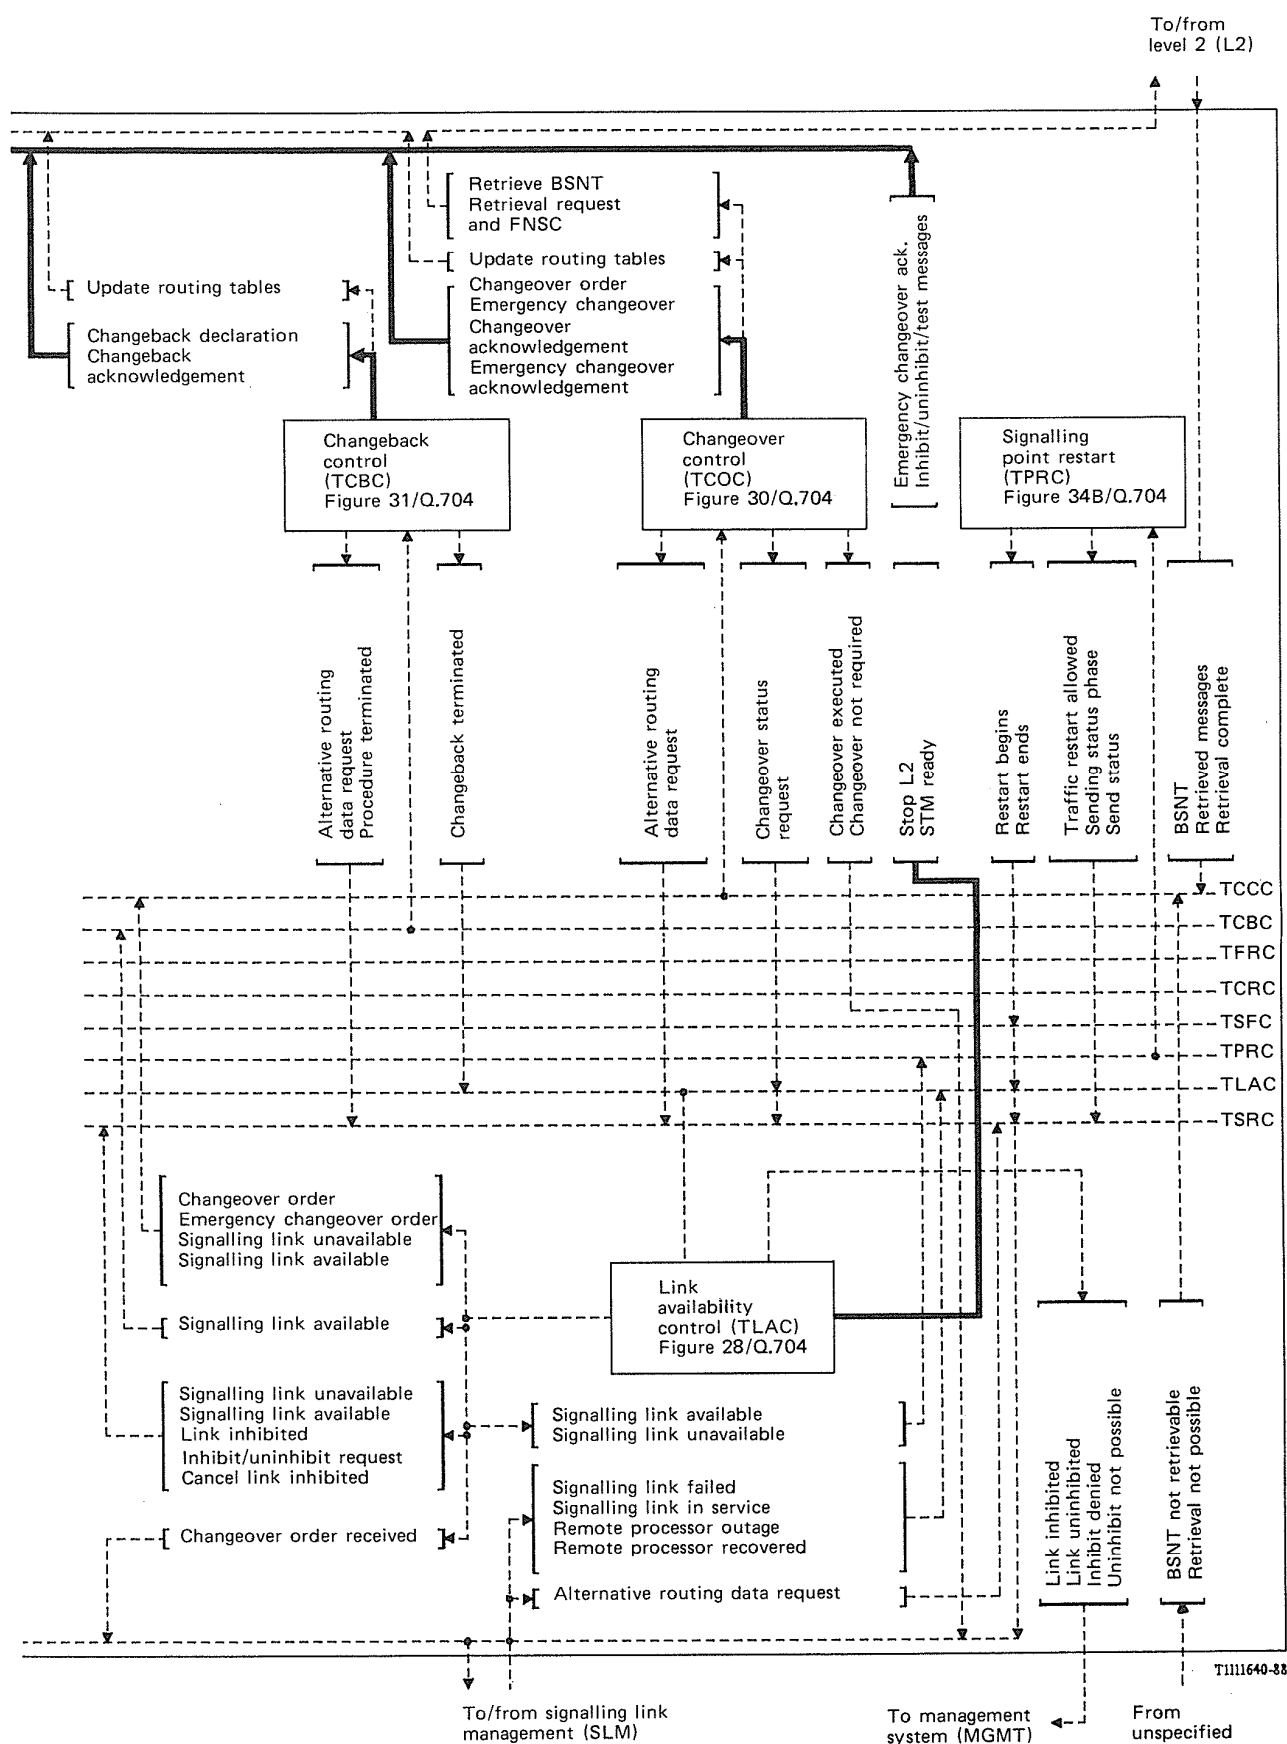 To/from
level 2 (L2)
Retrieve BSNT
Retrieval request
and FNSC
Update routing tables
Update routing tables
Changeover order
Emergency changeover
Changeover
acknowledgement
Emergency changeover
acknowledgement
Changeback declaration
Changeback
acknowledgement
Emergency changeover ack.
Inhibit/uninhibit/test messages
Changeback
control
(TCBC)
Figure 31/Q.704
Changeover
control
(TCOC)
Figure 30/Q.704
Signalling
point restart
(TPRC)
Figure 34B/Q.704
Alternative routing
data request
Procedure terminated
Changeback terminated
Alternative routing
data request
Changeover status
request
Changeover executed
Changeover not required
Stop L2
STM ready
Restart begins
Restart ends
Traffic restart allowed
Sending status phase
Send status
BSNT
Retrieved messages
Retrieval complete
TCCC
TCBC
TFRC
TCRC
TSFC
TPRC
TLAC
TSRC
Changeover order
Emergency changeover order
Signalling link unavailable
Signalling link available
Link
availability
control (TLAC)
Figure 28/Q.704
Signalling link available
Signalling link unavailable
Signalling link available
Link inhibited
Inhibit/uninhibit request
Cancel link inhibited
Signalling link available
Signalling link unavailable
Signalling link failed
Signalling link in service
Remote processor outage
Remote processor recovered
Changeover order received
Alternative routing data request
Link inhibited
Link uninhibited
Inhibit denied
Uninhibit not possible
BSNT not retrievable
Retrieval not possible
T1111640-88
To/from signalling link
management (SLM)
To management
system (MGMT)
From
unspecified